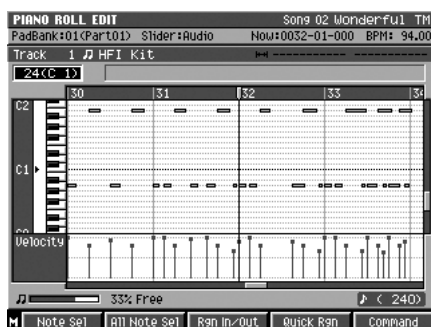 PIANO ROLL EDIT Song 02 Wonderful TM
PadBank:01(Part01) Slider:Audio Now:0032-01-000 BPM: 94.00
Track 1 HFI Kit
24(C 1)
30 31 32 33 34
C2
C1
C0
Velocity
33% Free ( 240)
M Note Sel All Note Sel Rgn In/Out Quick Rgn Command